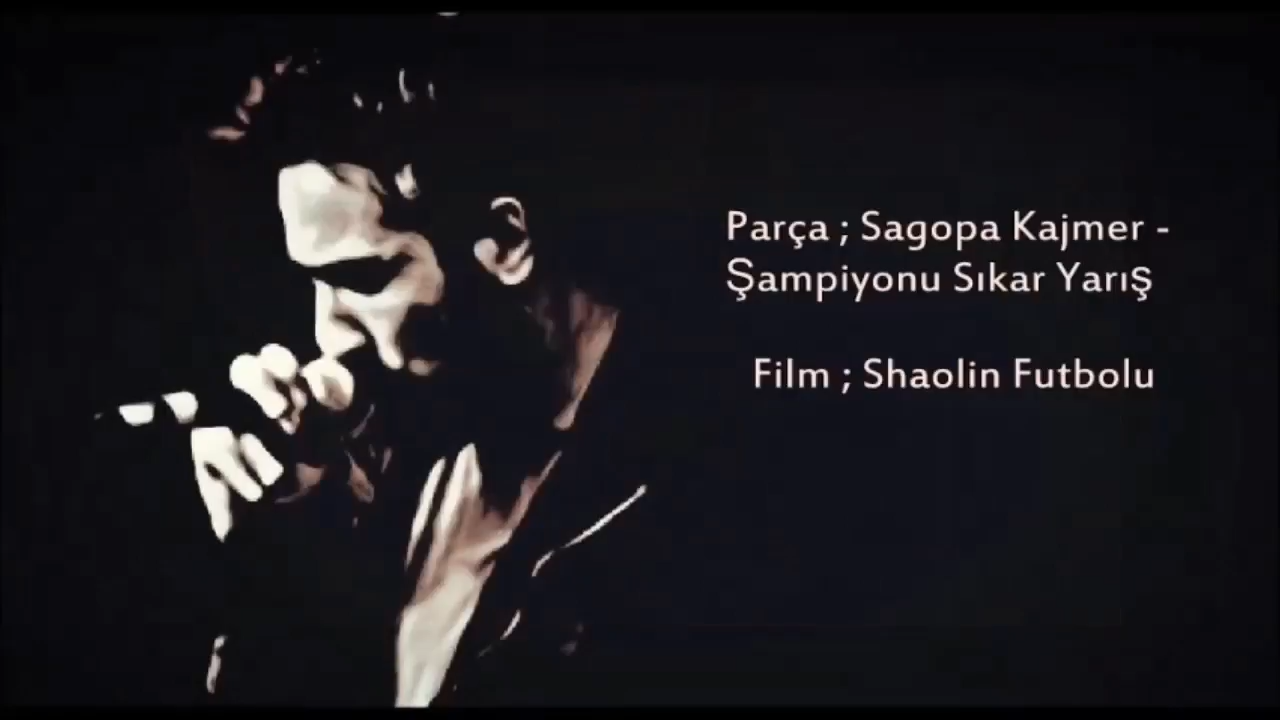 Parça ; Sagopa Kajmer -
Şampiyonu Sıkar Yarış
Film ; Shaolin Futbolu